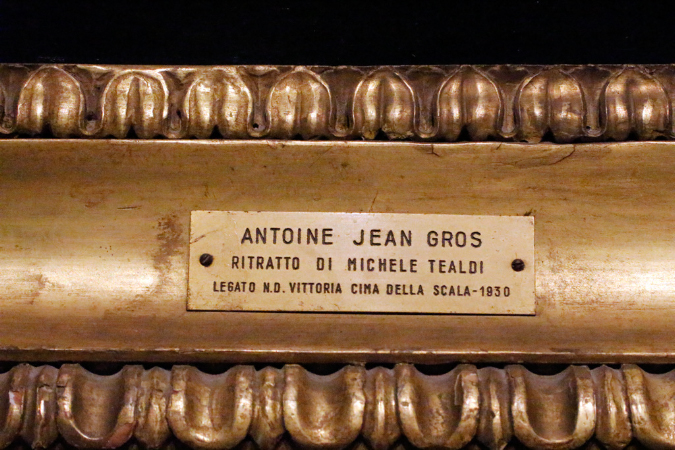 ANTOINE JEAN GROS
RITRATTO DI MICHELE TEALDI
LEGATO N.D. VITTORIA CIMA DELLA SCALA-1930